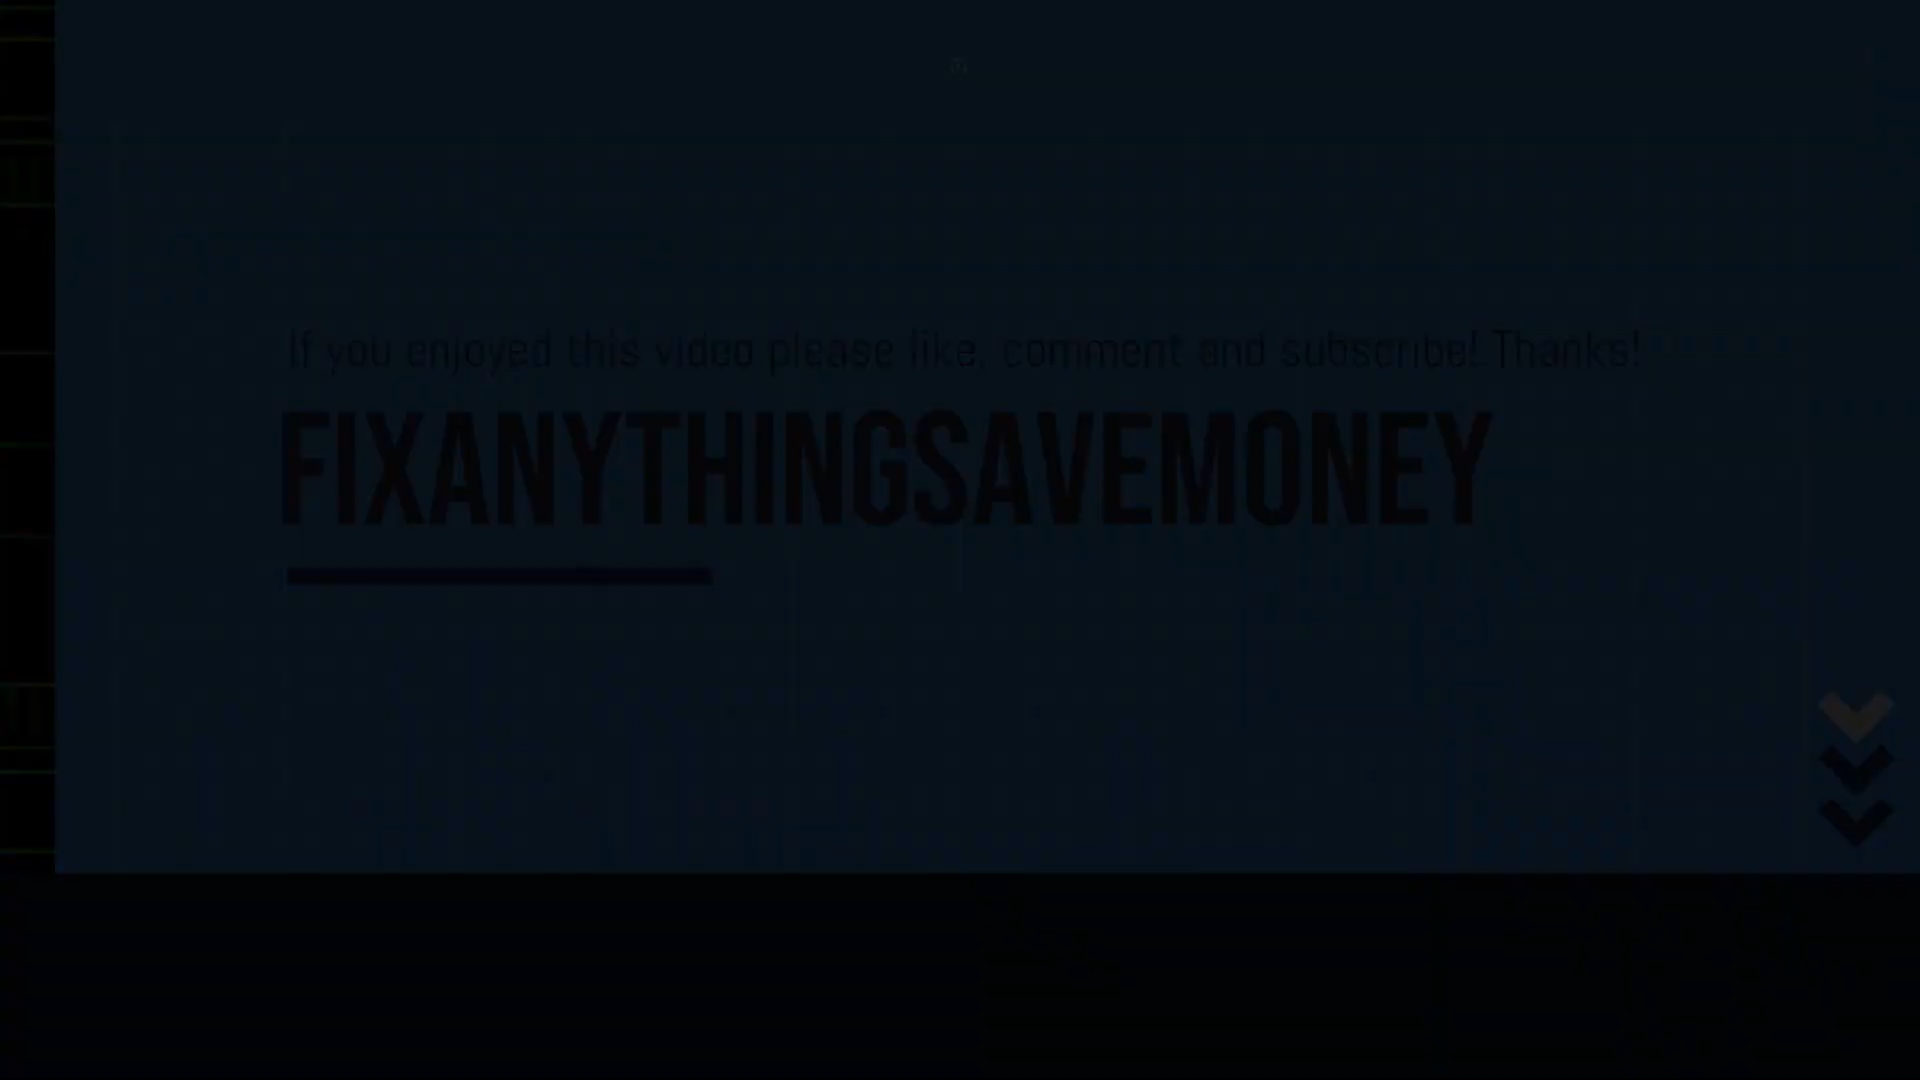 If you enjoyed this video please like, comment and subscribe! Thanks!
FIXANYTHINGSAVEMONEY